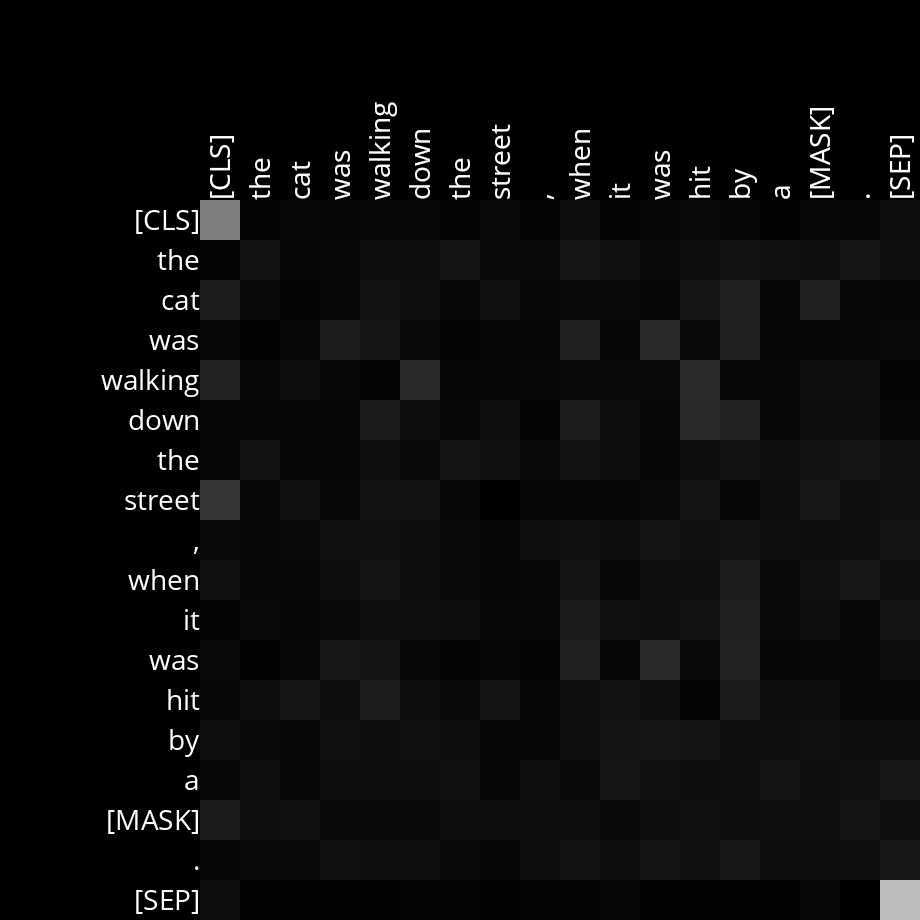 [CLS] the cat was walking down the street , when it was hit by a [MASK] . [SEP]
[CLS]
the
cat
was
walking
down
the
street
,
when
it
was
hit
by
a
[MASK]
.
[SEP]